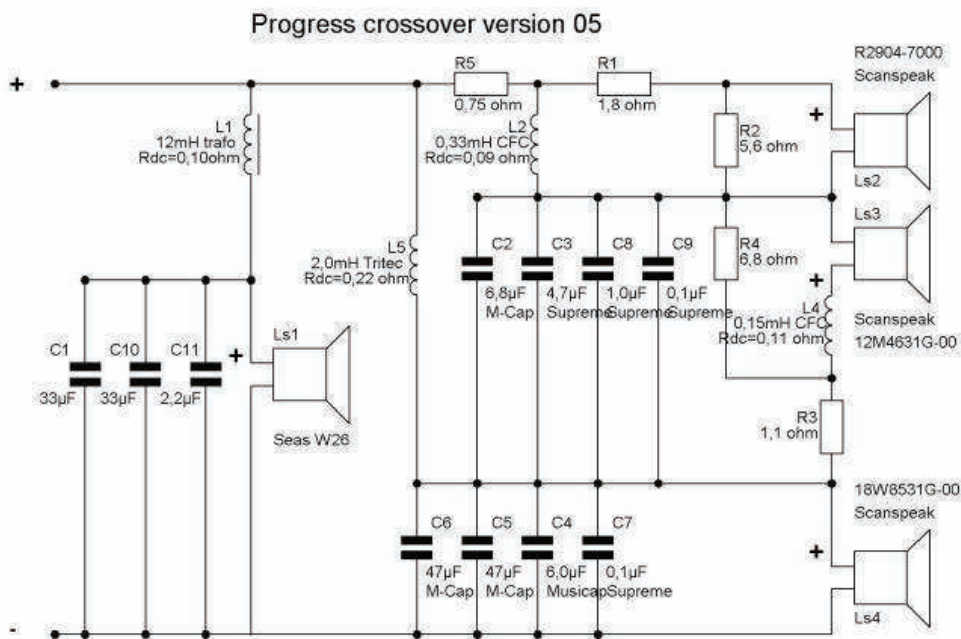 Progress crossover version 05
+
R5
0,75 ohm
R1
1,8 ohm
R2904-7000
Scanspeak
+
L1
12mH trafo
Rdc=0,10ohm
L2
0,33mH CFC
Rdc=0,09 ohm
R2
5,6 ohm
Ls2
Ls3
L5
2,0mH Tritec
Rdc=0,22 ohm
C2
6,8µF
M-Cap
C3
4,7µF
Supreme
C8
1,0µF
Supreme
C9
0,1µF
Supreme
R4
6,8 ohm
+
L4
0,15mH CFC
Rdc=0,11 ohm
Scanspeak
12M4631G-00
C1
33µF
C10
33µF
C11
2,2µF
+
Ls1
Seas W26
R3
1,1 ohm
18W8531G-00
Scanspeak
C6
47µF
M-Cap
C5
47µF
M-Cap
C4
6,0µF
Musicap
C7
0,1µF
Supreme
+
Ls4
-